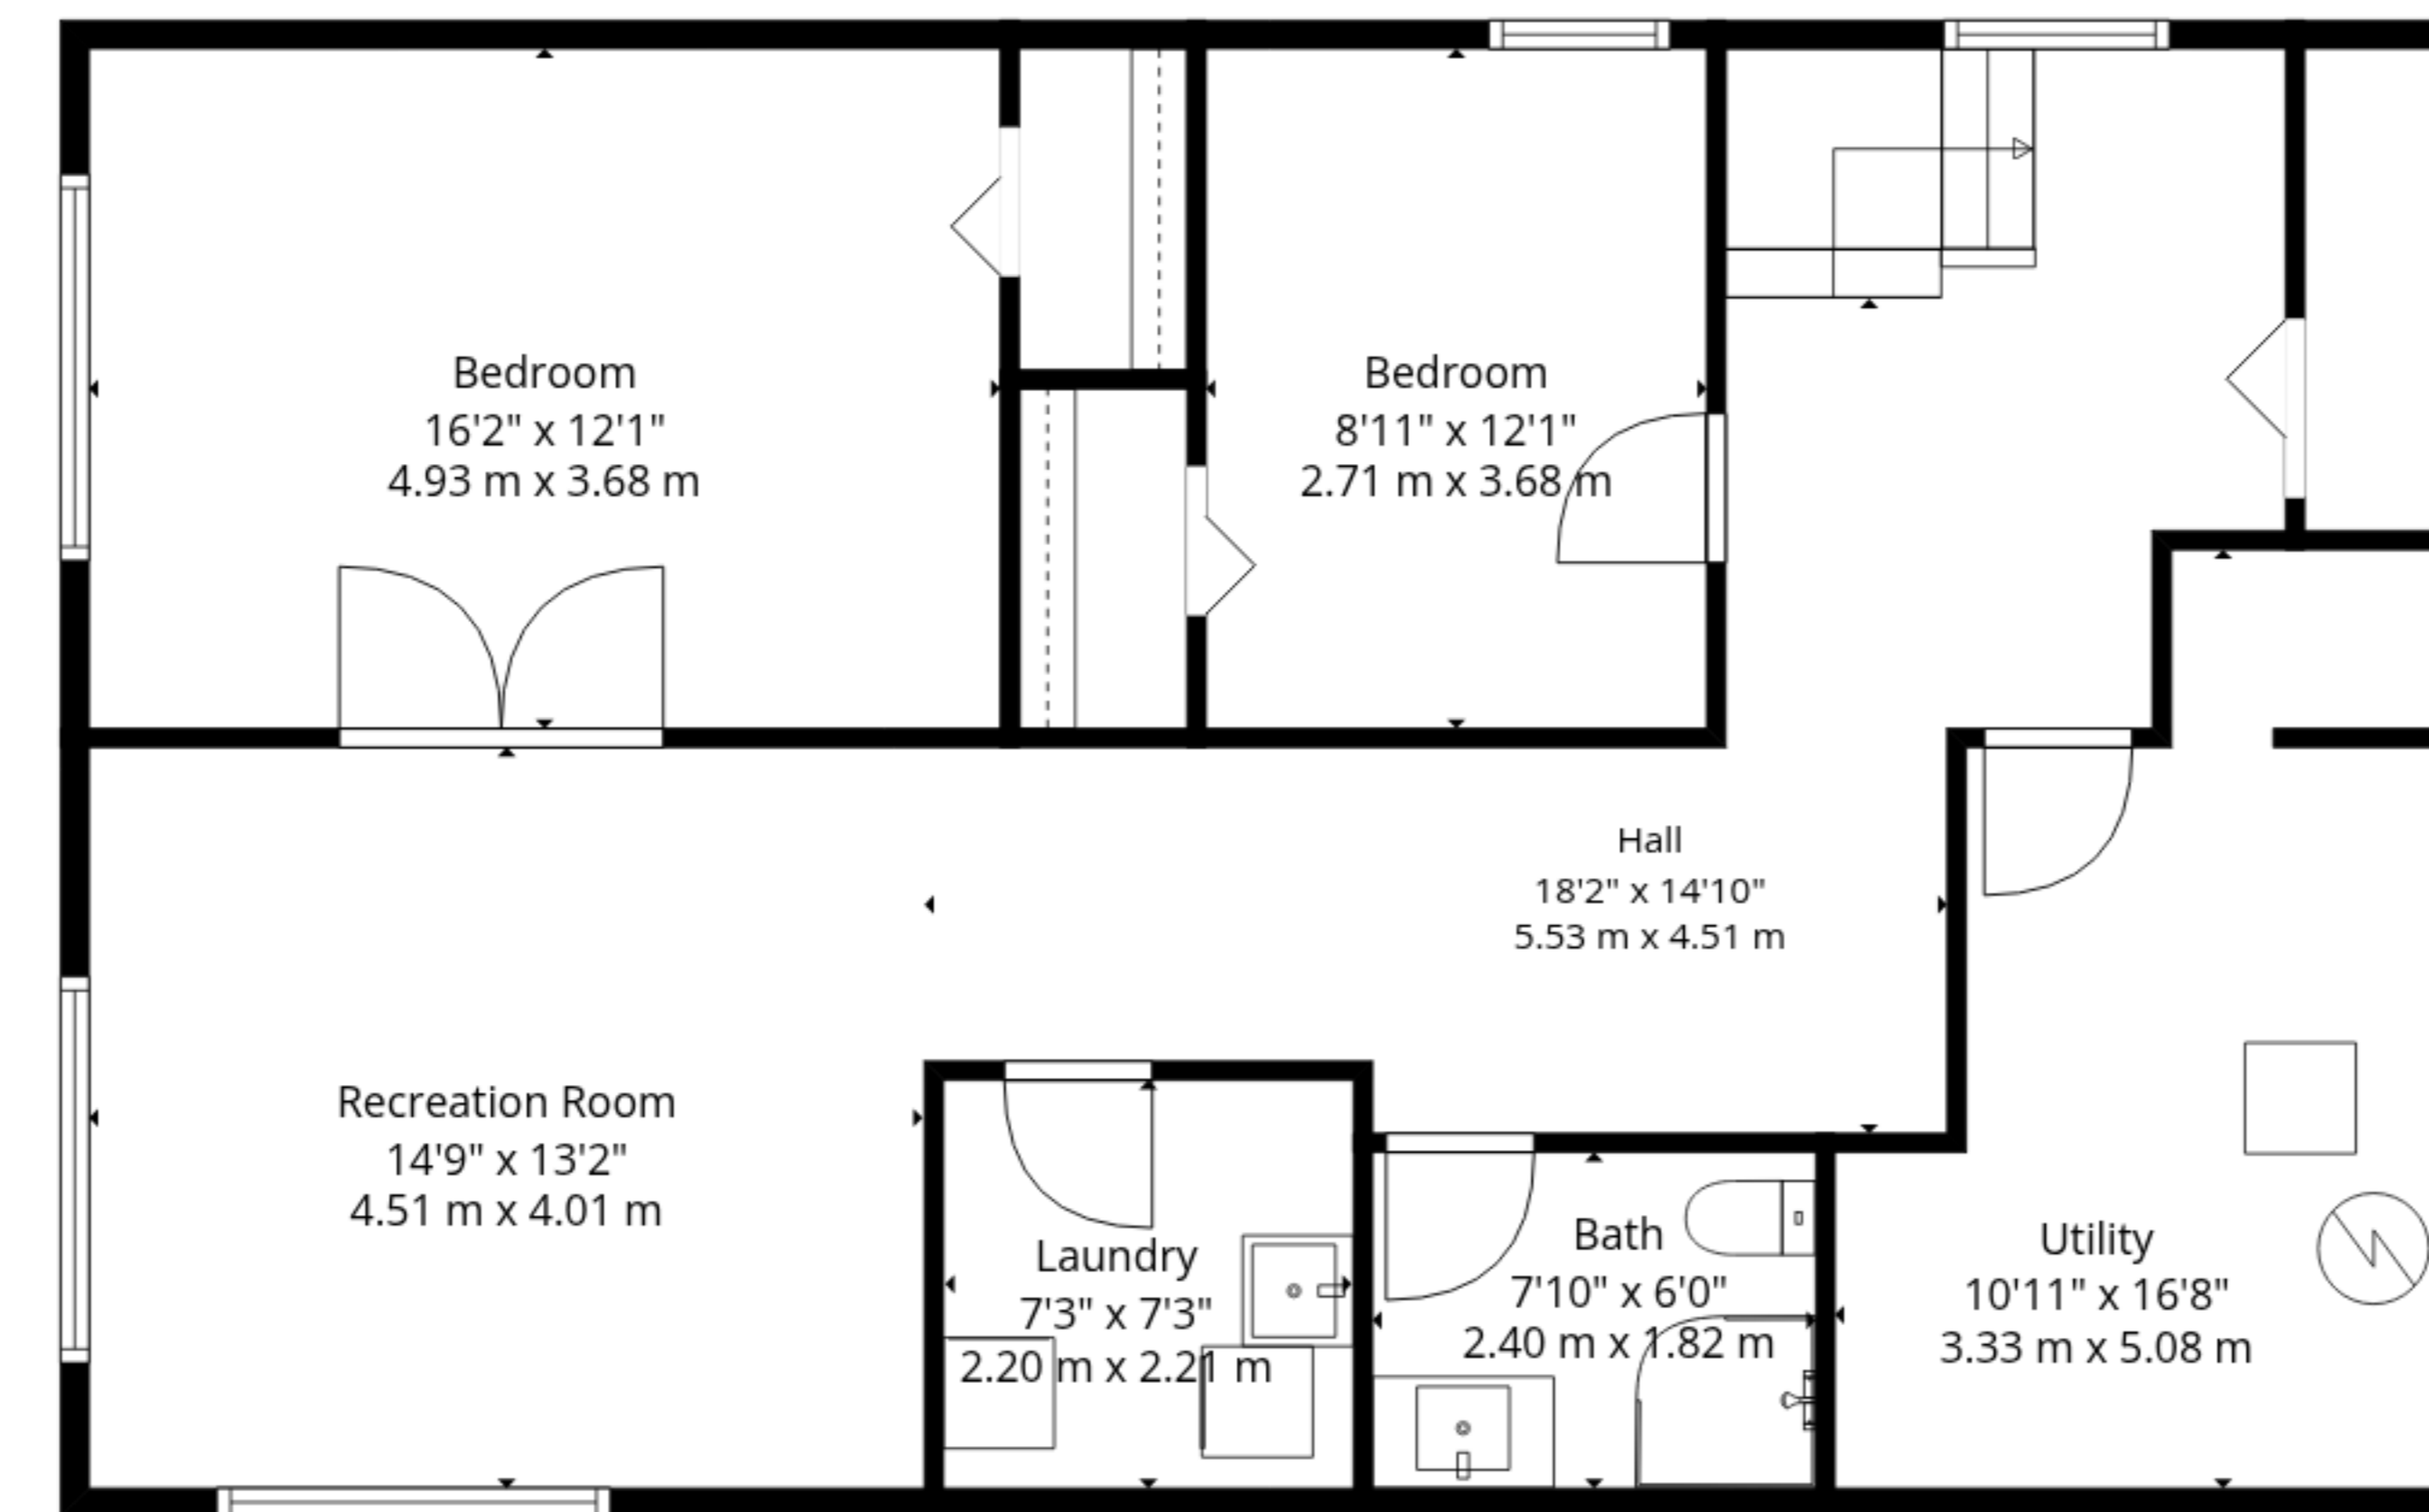 Bedroom
16'2" x 12'1"
4.93 m x 3.68 m
Bedroom
8'11" x 12'1"
2.71 m x 3.68 m
Hall
18'2" x 14'10"
5.53 m x 4.51 m
Recreation Room
14'9" x 13'2"
4.51 m x 4.01 m
Laundry
7'3" x 7'3"
2.20 m x 2.21 m
Bath
7'10" x 6'0"
2.40 m x 1.82 m
Utility
10'11" x 16'8"
3.33 m x 5.08 m